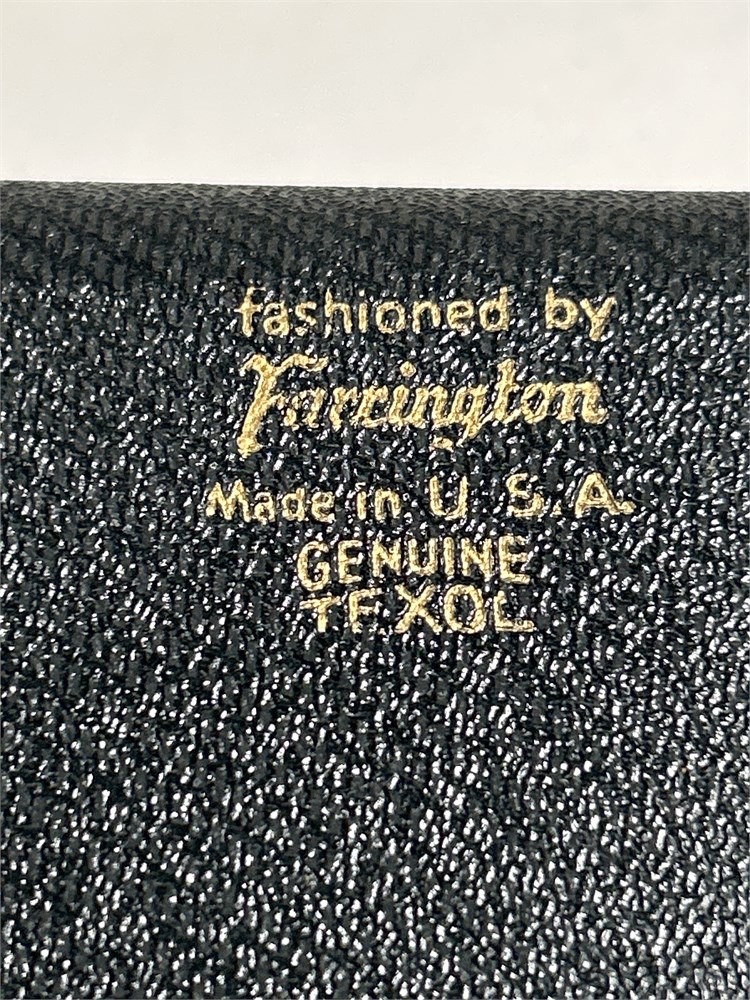 fashioned by
Farrington
Made in U.S.A.
GENUINE
TEXOL